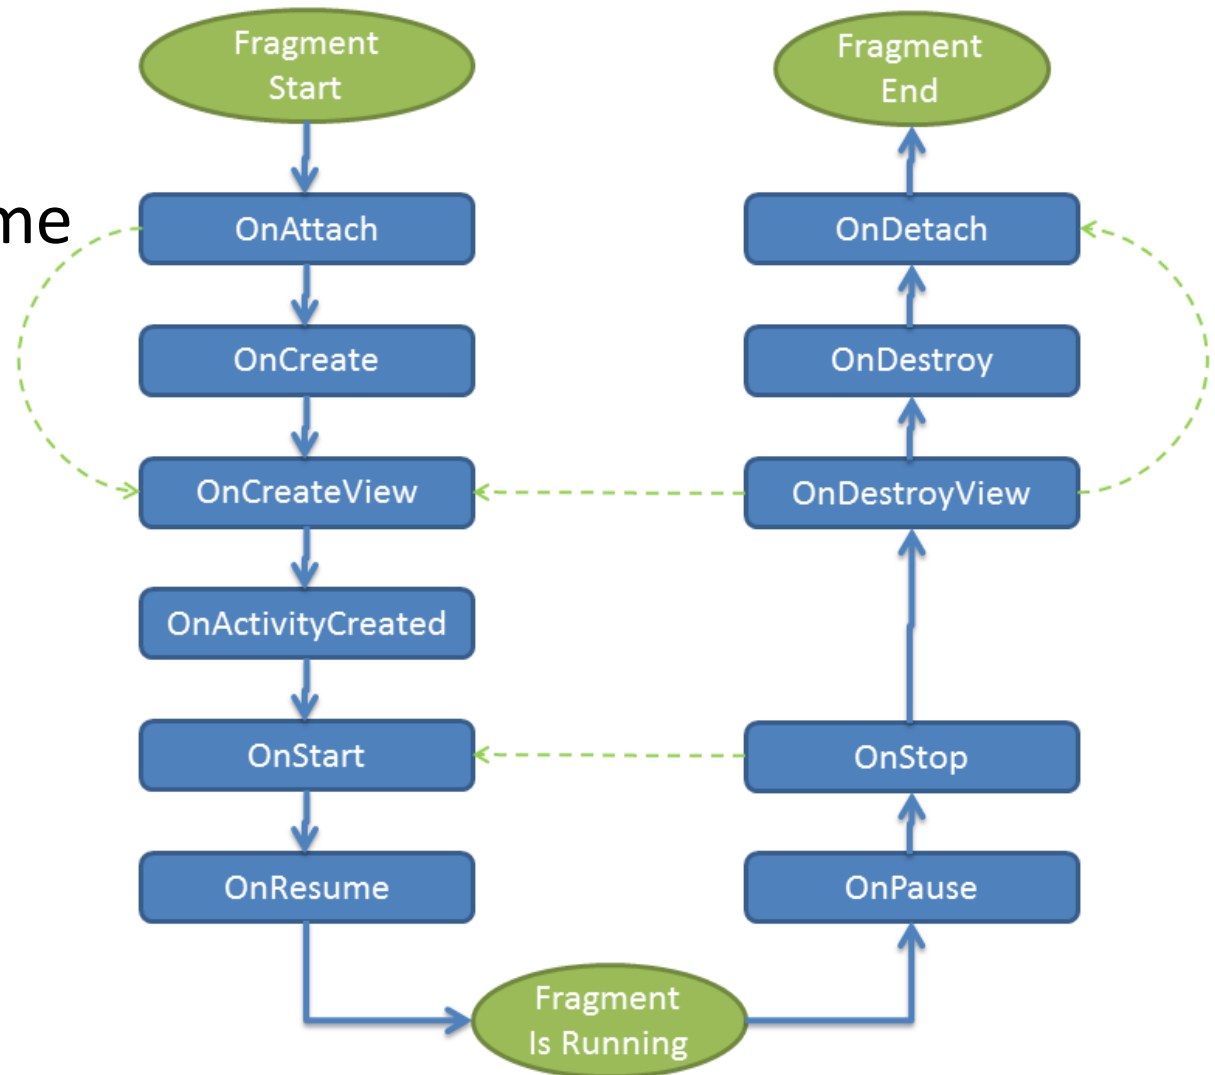 Fragment
Start
me
OnAttach
OnCreate
OnCreateView
OnActivityCreated
OnStart
OnResume
Fragment
Is Running
Fragment
End
OnDetach
OnDestroy
OnDestroyView
OnStop
OnPause